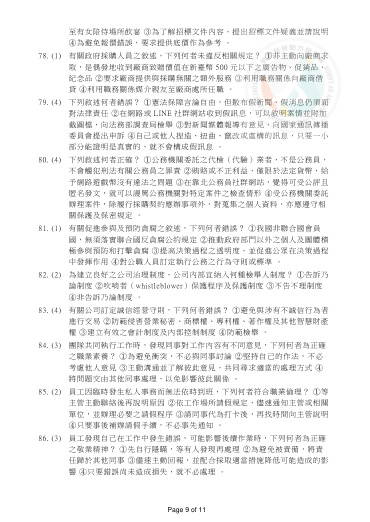 至有女陪侍場所飲宴 ③為了解招標文件內容，提出招標文件疑義並請說明
④為避免報價錯誤，要求提供底價作為參考 。
78. (1) 有關政府採購人員之敘述，下列何者未違反相關規定？ ①非主動向廠商求
取，是偶發地收到廠商致贈價值在新臺幣 500 元以下之廣告物、促銷品、
紀念品 ②要求廠商提供與採購無關之額外服務 ③利用職務關係向廠商借
貸 ④利用職務關係媒介親友至廠商處所任職 。
79. (4) 下列敘述何者錯誤？ ①憲法保障言論自由，但散布假新聞、假消息仍須面
對法律責任 ②在網路或 LINE 社群網站收到假訊息，可以敘明案情並附加
截圖檔，向法務部調查局檢舉 ③對新聞媒體報導有意見，向國家通訊傳播
委員會提出申訴 ④自己或他人捏造、扭曲、竄改或虛構的訊息，只要一小
部分能證明是真實的，就不會構成假訊息 。
80. (4) 下列敘述何者正確？ ①公務機關委託之代檢（代驗）業者，不是公務員，
不會觸犯刑法有關公務員之罪責 ②賄賂或不正利益，僅限於法定貨幣，給
予網路遊戲幣沒有違法之問題 ③在靠北公務員社群網站，覺得可受公評且
匿名發文，就可以謾罵公務機關對特定案件之檢查情形 ④受公務機關委託
辦理案件，除履行採購契約應辦事項外，對蒐集之個人資料，亦應遵守相
關保護及保密規定 。
81. (1) 有關促進參與及預防貪腐之敘述，下列何者錯誤？ ①我國非聯合國會員
國，無須落實聯合國反貪腐公約規定 ②推動政府部門以外之個人及團體積
極參與預防和打擊貪腐 ③提高決策過程之透明度，並促進公眾在決策過程
中發揮作用 ④對公職人員訂定執行公務之行為守則或標準 。
82. (2) 為建立良好之公司治理制度，公司內部宜納入何種檢舉人制度？ ①告訴乃
論制度 ②吹哨者（whistleblower）保護程序及保護制度 ③不告不理制度
④非告訴乃論制度 。
83. (4) 有關公司訂定誠信經營守則，下列何者錯誤？ ①避免與涉有不誠信行為者
進行交易 ②防範侵害營業秘密、商標權、專利權、著作權及其他智慧財產
權 ③建立有效之會計制度及內部控制制度 ④防範檢舉 。
84. (3) 團隊共同執行工作時，發現同事對工作內容有不同意見，下列何者為正確
之職業素養？ ①為避免衝突，不必與同事討論 ②堅持自己的作法，不必
考慮他人意見 ③主動溝通並了解彼此意見，共同尋求適當的處理方式 ④
將問題交由其他同事處理，以免影響彼此關係 。
85. (2) 員工因臨時發生私人事務而無法依時到班，下列何者符合職業倫理？ ①等
主管主動聯絡後再說明原因 ②依工作場所請假規定，儘速通知主管或相關
單位，並辦理必要之請假程序 ③請同事代為打卡後，再找時間向主管說明
④只要事後補辦請假手續，不必事先通知 。
86. (3) 員工發現自己在工作中發生錯誤，可能影響後續作業時，下列何者為正確
之敬業精神？ ①先自行隱瞞，等有人發現再處理 ②為避免被責備，將責
任歸於其他同事 ③儘速主動回報，並配合採取適當措施降低可能造成的影
響 ④只要錯誤尚未造成損失，就不必處理 。
Page 9 of 11